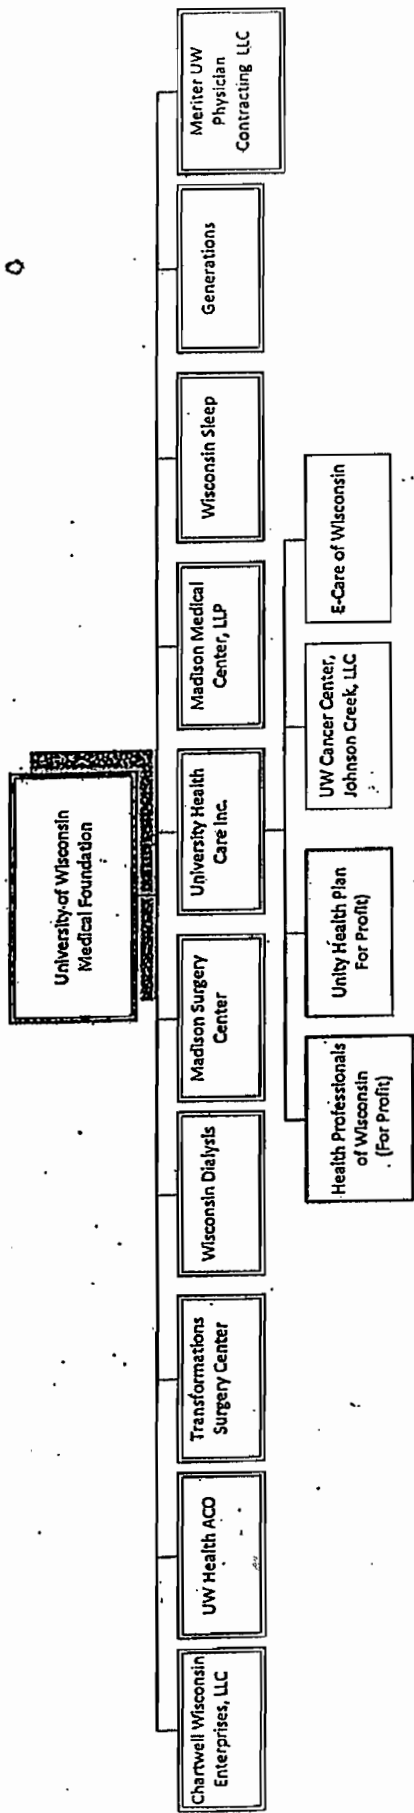 University of Wisconsin
Medical Foundation
Chartwell Wisconsin
Enterprises, LLC
UW Health ACO
Transformations
Surgery Center
Wisconsin Dialysis
Madison Surgery
Center
University Health
Care Inc.
Madison Medical
Center, LLP
Wisconsin Sleep
Generations
Meriter UW
Physician
Contracting LLC
Health Professionals
of Wisconsin
(For Profit)
Unity Health Plan
For Profit)
UW Cancer Center,
Johnson Creek, LLC
E-Care of Wisconsin